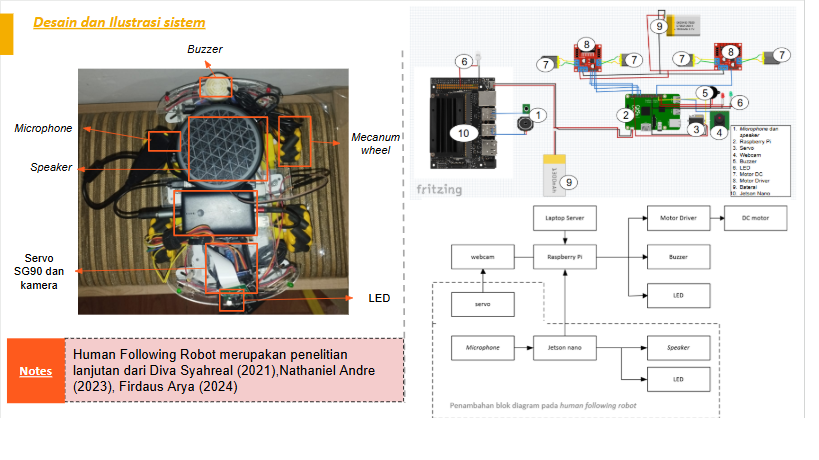 Desain dan Ilustrasi sistem
Buzzer
Microphone
Speaker
Mecanum
wheel
Servo
SG90 dan
kamera
LED
Notes
Human Following Robot merupakan penelitian
lanjutan dari Diva Syahreal (2021),Nathaniel Andre
(2023), Firdaus Arya (2024)
9
8
8
7
7
7
7
6
5
6
1
2
3
4
10
9
1300mAh
fritzing
1. Microphone dan
speaker
2. Raspberry Pi
3. Servo
4. Webcam
5. Buzzer
6. LED
7. Motor DC
8. Motor Driver
9. Baterai
10. Jetson Nano
Laptop Server
Motor Driver
DC motor
webcam
Raspberry Pi
Buzzer
LED
servo
Microphone
Jetson nano
Speaker
LED
Penambahan blok diagram pada human following robot